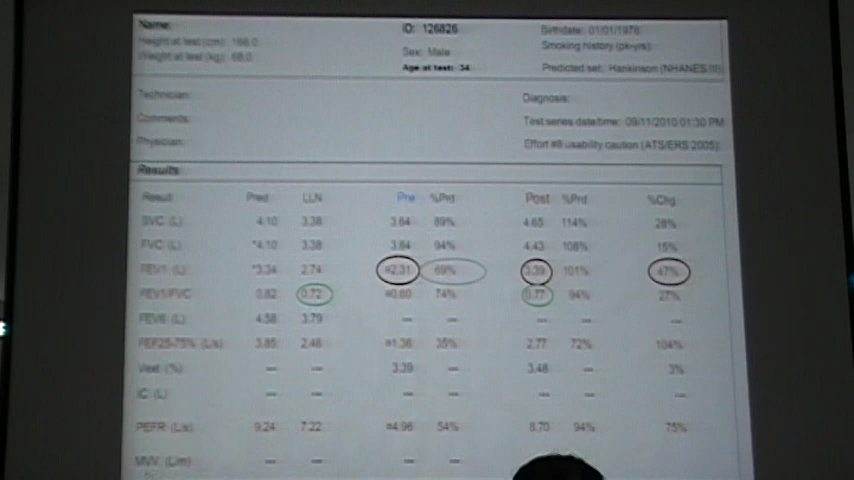 Name: ID: 126826 Birthdate: 01/01/1976
Height at test (cm): 166.0 Sex: Male Smoking history (pk-yrs):
Weight at test (kg): 68.0 Age at test: 34 Predicted set: Hankinson (NHANES III)
Technician: Diagnosis:
Comments: Test series date/time: 09/11/2010 01:30 PM
Physician: Effort #8 usability caution (ATS/ERS 2005):
Results
Result Pred LLN Pre %Prd Post %Prd %Chg
SVC (L) 4.10 3.38 3.64 89% 4.65 114% 28%
FVC (L) *4.10 3.38 3.84 94% 4.43 108% 15%
FEV1 (L) *3.34 2.74 ¤2.31 69% 3.39 101% 47%
FEV1/FVC 0.82 0.72 ¤0.60 74% 0.77 94% 27%
FEV6 (L) 4.58 3.79 --- --- --- --- ---
FEF25-75% (L/s) 3.85 2.48 ¤1.36 35% 2.77 72% 104%
Vext (%) --- --- 3.39 3.48 --- 3%
IC (L) --- --- --- --- --- --- ---
PEFR (L/s) 9.24 7.22 ¤4.96 54% 8.70 94% 75%
MVV (L/m) --- --- --- --- --- ---